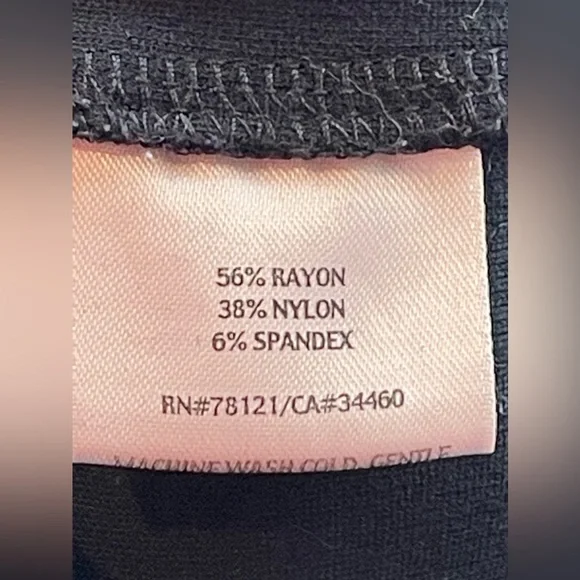 56% RAYON
38% NYLON
6% SPANDEX
RN#78121/CA#34460
MACHINE WASH COLD, GENTLE